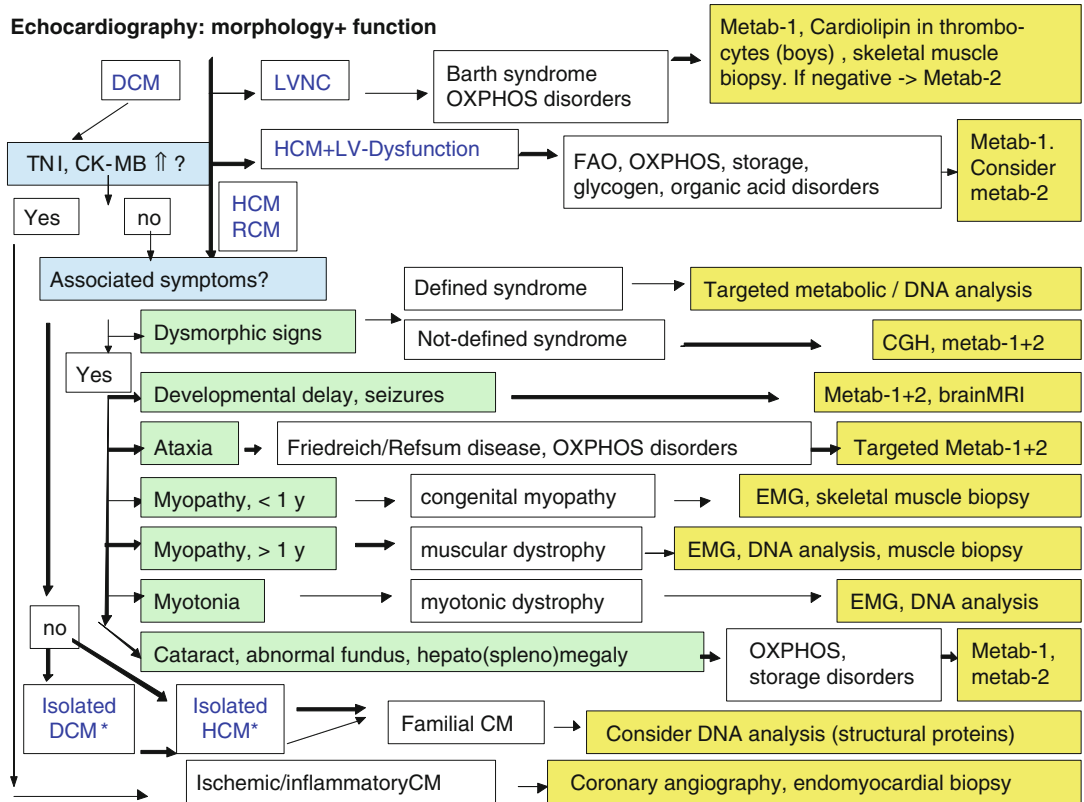 Echocardiography: morphology+ function
Metab-1, Cardiolipin in thrombo-
cytes (boys) , skeletal muscle
biopsy. If negative -> Metab-2
DCM
LVNC
Barth syndrome
OXPHOS disorders
TNI, CK-MB ⇑ ?
HCM+LV-Dysfunction
FAO, OXPHOS, storage,
glycogen, organic acid disorders
Metab-1.
Consider
metab-2
Yes
no
HCM
RCM
Associated symptoms?
Defined syndrome
Targeted metabolic / DNA analysis
Dysmorphic signs
Not-defined syndrome
CGH, metab-1+2
Yes
Developmental delay, seizures
Metab-1+2, brainMRI
Ataxia
Friedreich/Refsum disease, OXPHOS disorders
Targeted Metab-1+2
Myopathy, < 1 y
congenital myopathy
EMG, skeletal muscle biopsy
Myopathy, > 1 y
muscular dystrophy
EMG, DNA analysis, muscle biopsy
Myotonia
myotonic dystrophy
EMG, DNA analysis
no
Cataract, abnormal fundus, hepato(spleno)megaly
OXPHOS,
storage disorders
Metab-1,
metab-2
Isolated
DCM*
Isolated
HCM*
Familial CM
Consider DNA analysis (structural proteins)
Ischemic/inflammatoryCM
Coronary angiography, endomyocardial biopsy